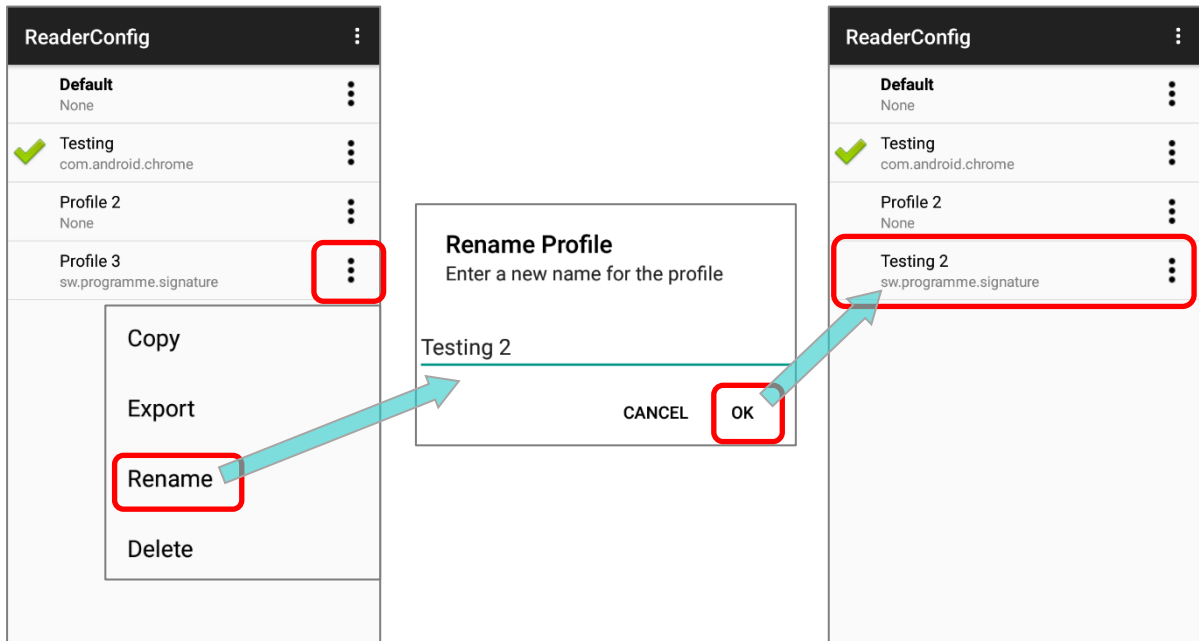 ReaderConfig
Default
None
Testing
com.android.chrome
Profile 2
None
Profile 3
sw.programme.signature
Copy
Export
Rename
Delete
Rename Profile
Enter a new name for the profile
Testing 2
CANCEL OK
ReaderConfig
Default
None
Testing
com.android.chrome
Profile 2
None
Testing 2
sw.programme.signature